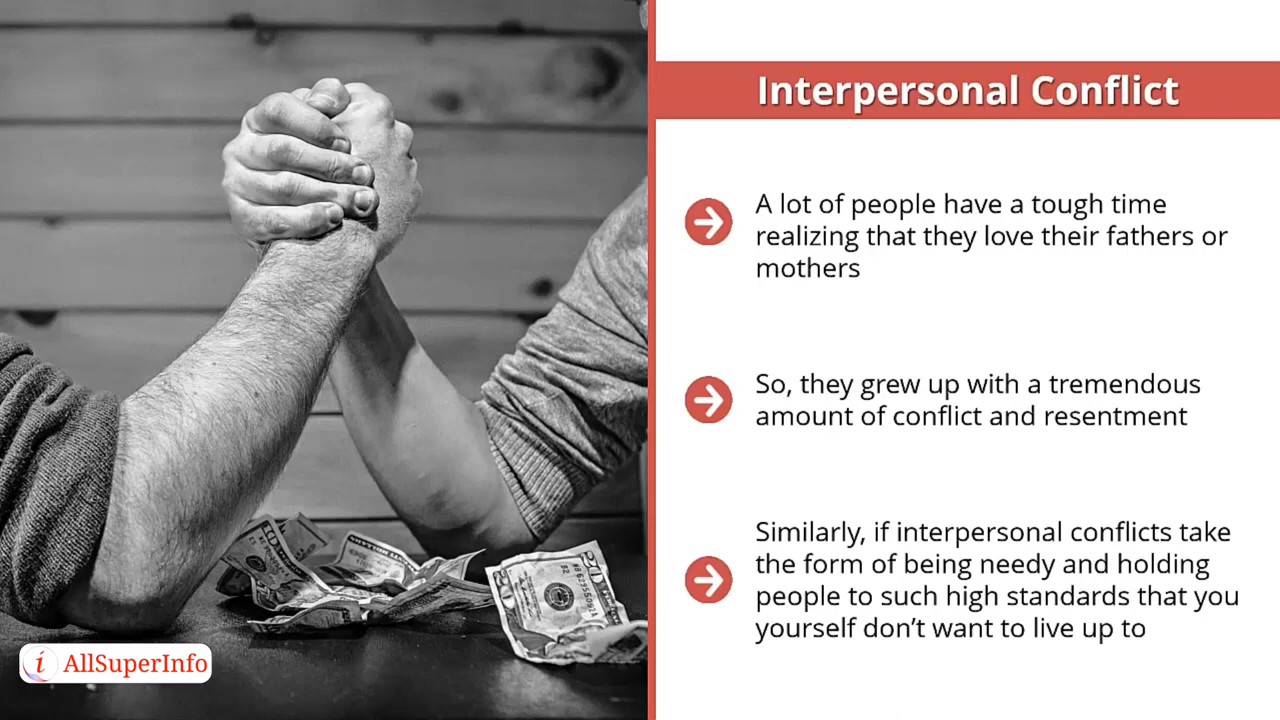 Interpersonal Conflict
A lot of people have a tough time
realizing that they love their fathers or
mothers
So, they grew up with a tremendous
amount of conflict and resentment
Similarly, if interpersonal conflicts take
the form of being needy and holding
people to such high standards that you
yourself don’t want to live up to
i AllSuperInfo